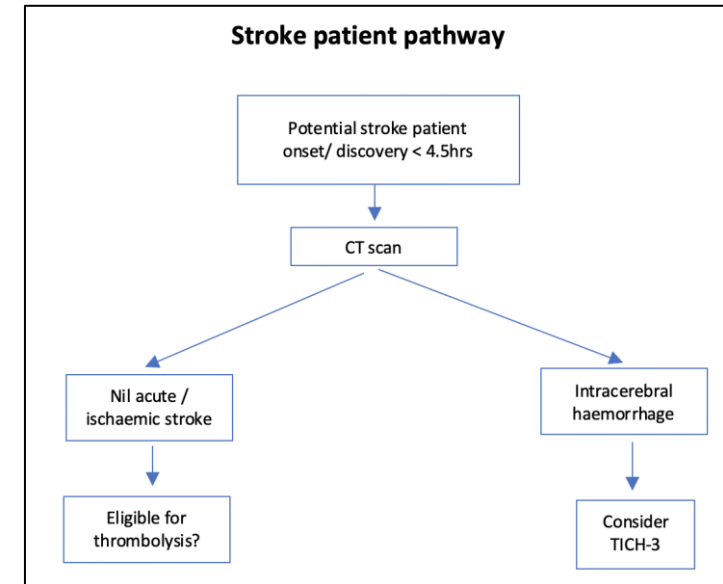 Stroke patient pathway
Potential stroke patient
onset/ discovery < 4.5hrs
CT scan
Nil acute /
ischaemic stroke
Intracerebral
haemorrhage
Eligible for
thrombolysis?
Consider
TICH-3